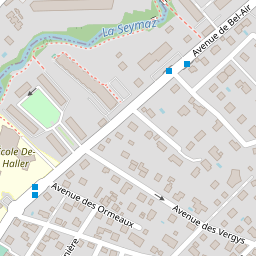 La Seymaz
Avenue de Bel-Air
École De-
Haller
Avenue des Ormeaux
Avenue des Vergys